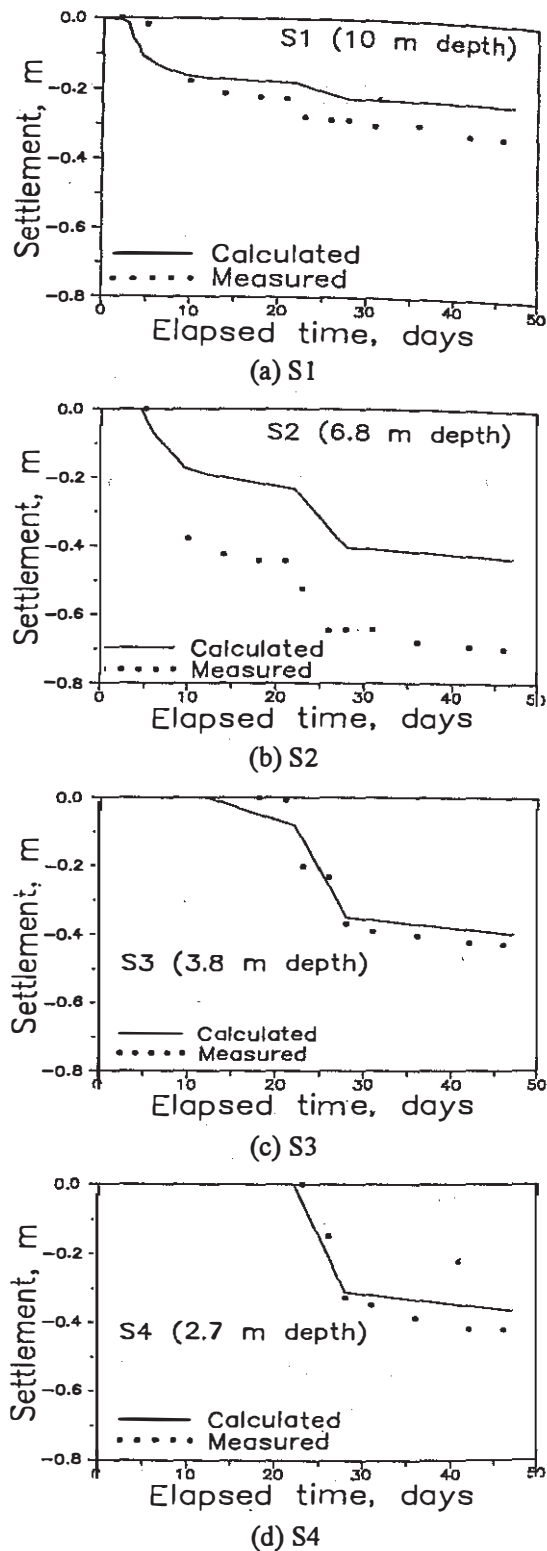 0.0
S1 (10 m depth)
-0.2
-0.4
-0.6
-0.8
Settlement, m
Calculated
Measured
0 10 20 30 40 50
Elapsed time, days
(a) S1
0.0
S2 (6.8 m depth)
-0.2
-0.4
-0.6
-0.8
Settlement, m
Calculated
Measured
0 10 20 30 40 50
Elapsed time, days
(b) S2
0.0
-0.2
-0.4
-0.6
-0.8
Settlement, m
S3 (3.8 m depth)
Calculated
Measured
0 10 20 30 40 50
Elapsed time, days
(c) S3
0.0
-0.2
-0.4
-0.6
-0.8
Settlement, m
S4 (2.7 m depth)
Calculated
Measured
0 10 20 30 40 50
Elapsed time, days
(d) S4